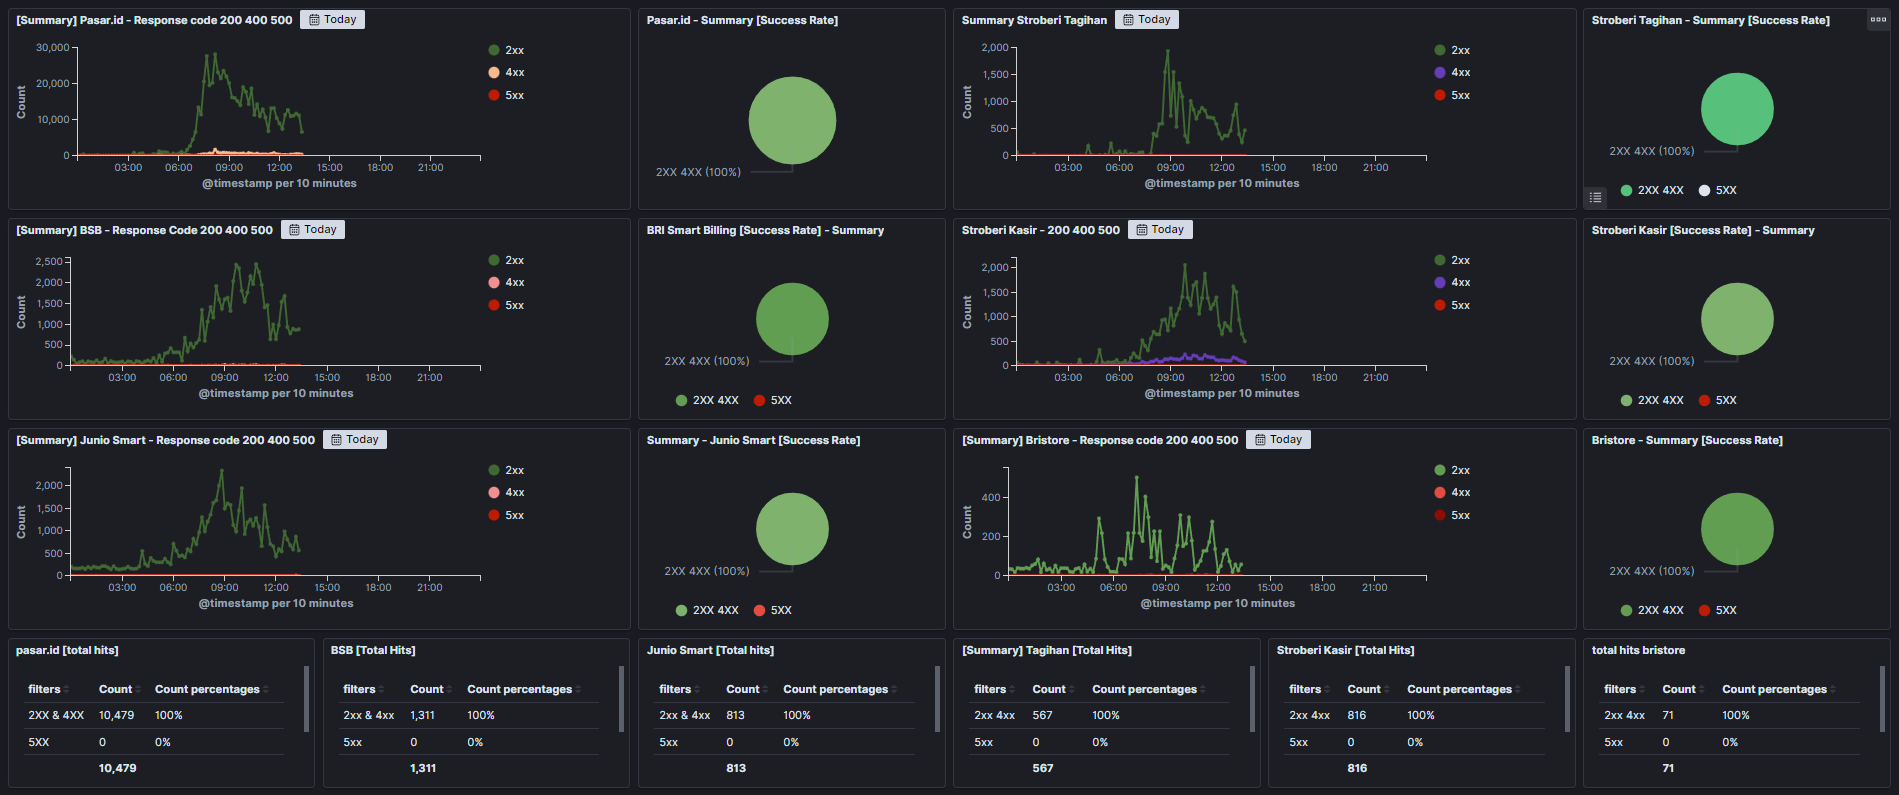 [Summary] Pasar.id - Response code 200 400 500 Today
30,000
20,000
10,000
0
Count
03:00 06:00 09:00 12:00 15:00 18:00 21:00
@timestamp per 10 minutes
2xx
4xx
5xx
Pasar.id - Summary [Success Rate]
2XX 4XX (100%)
Summary Stroberi Tagihan Today
2,000
1,500
1,000
500
0
Count
03:00 06:00 09:00 12:00 15:00 18:00 21:00
@timestamp per 10 minutes
2xx
4xx
5xx
Stroberi Tagihan - Summary [Success Rate]
2XX 4XX (100%)
2XX 4XX 5XX
[Summary] BSB - Response Code 200 400 500 Today
2,500
2,000
1,500
1,000
500
0
Count
03:00 06:00 09:00 12:00 15:00 18:00 21:00
@timestamp per 10 minutes
2xx
4xx
5xx
BRI Smart Billing [Success Rate] - Summary
2XX 4XX (100%)
2XX 4XX 5XX
Stroberi Kasir - 200 400 500 Today
2,000
1,500
1,000
500
0
Count
03:00 06:00 09:00 12:00 15:00 18:00 21:00
@timestamp per 10 minutes
2xx
4xx
5xx
Stroberi Kasir [Success Rate] - Summary
2XX 4XX (100%)
2XX 4XX 5XX
[Summary] Junio Smart - Response code 200 400 500 Today
2,000
1,500
1,000
500
0
Count
03:00 06:00 09:00 12:00 15:00 18:00 21:00
@timestamp per 10 minutes
2xx
4xx
5xx
Summary - Junio Smart [Success Rate]
2XX 4XX (100%)
2XX 4XX 5XX
[Summary] Bristore - Response code 200 400 500 Today
400
200
0
Count
03:00 06:00 09:00 12:00 15:00 18:00 21:00
@timestamp per 10 minutes
2xx
4xx
5xx
Bristore - Summary [Success Rate]
2XX 4XX (100%)
2XX 4XX 5XX
pasar.id [total hits]
filters Count Count percentages
2XX & 4XX 10,479 100%
5XX 0 0%
10,479
BSB [Total Hits]
filters Count Count percentages
2xx & 4xx 1,311 100%
5xx 0 0%
1,311
Junio Smart [Total hits]
filters Count Count percentages
2xx & 4xx 813 100%
5xx 0 0%
813
[Summary] Tagihan [Total Hits]
filters Count Count percentages
2xx 4xx 567 100%
5xx 0 0%
567
Stroberi Kasir [Total Hits]
filters Count Count percentages
2xx 4xx 816 100%
5xx 0 0%
816
total hits bristore
filters Count Count percentages
2xx 4xx 71 100%
5xx 0 0%
71